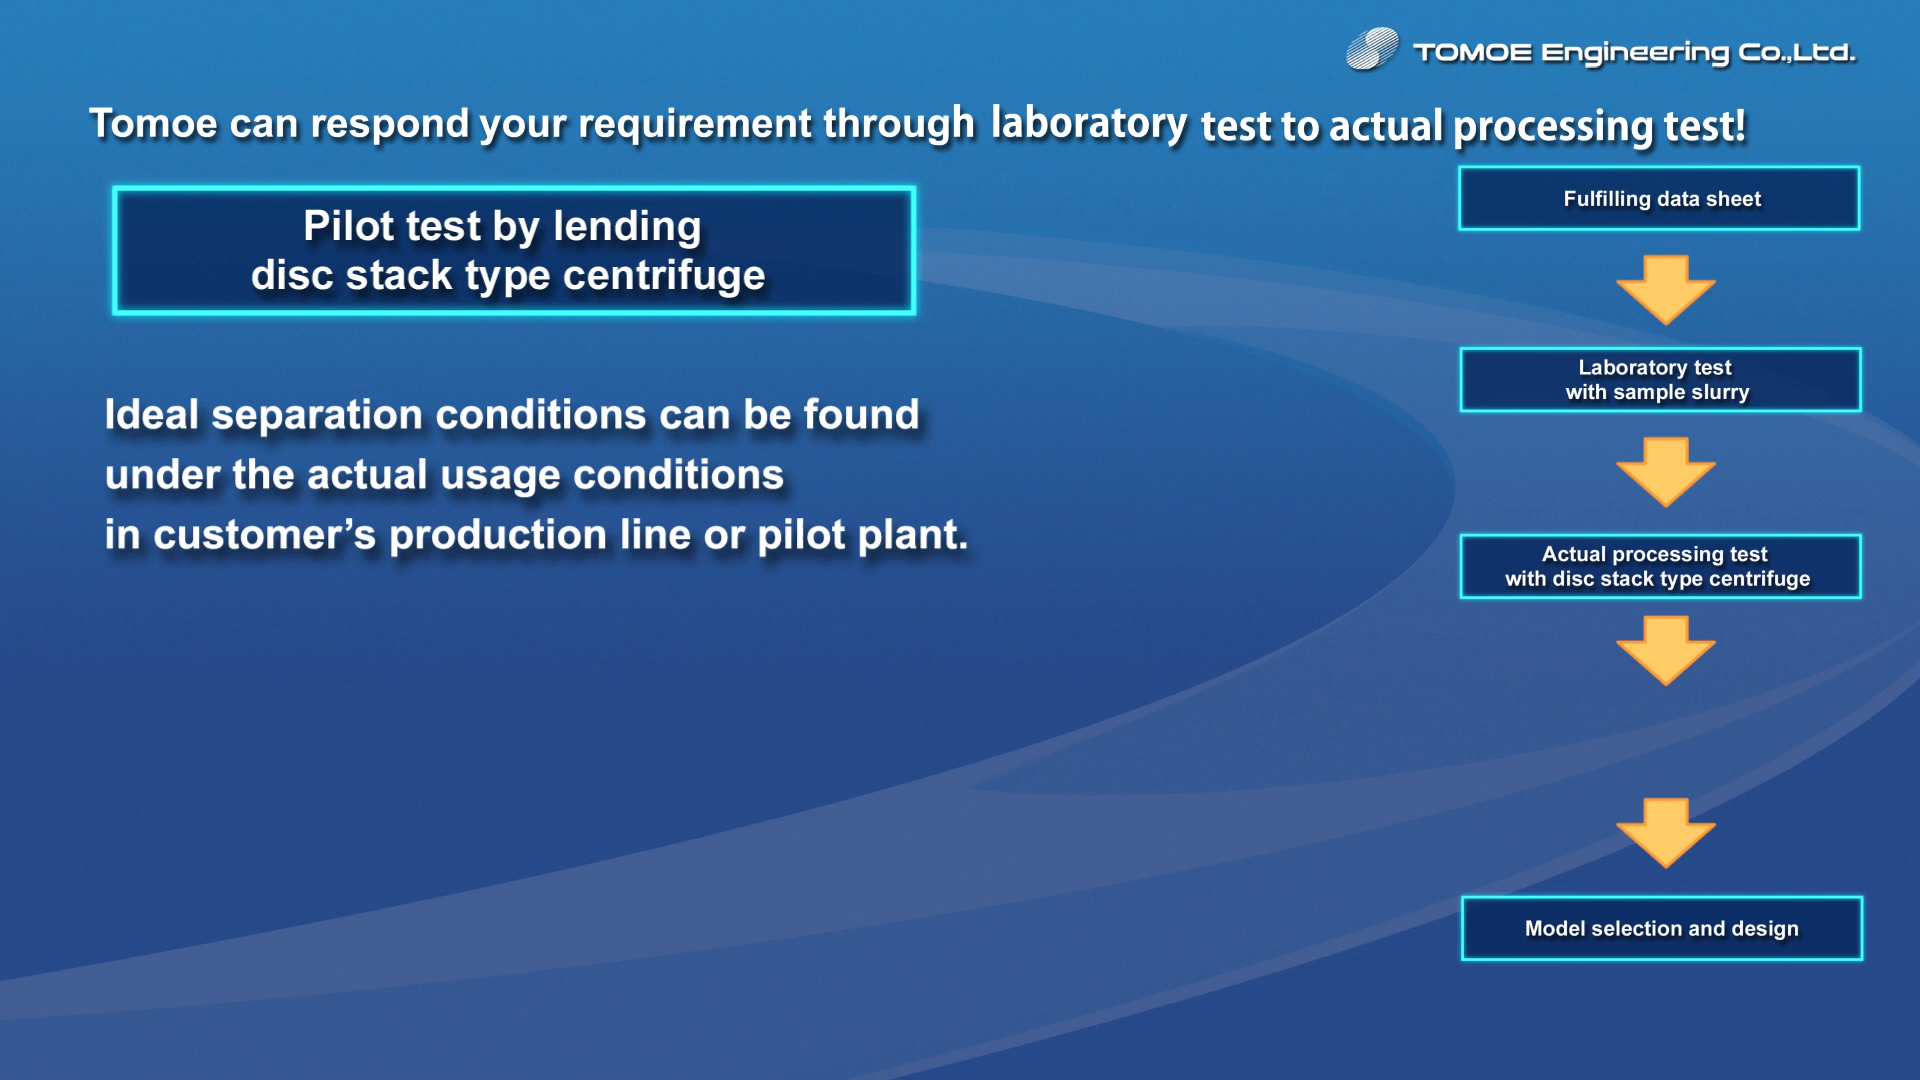 TOMOE Engineering Co.,Ltd.
Tomoe can respond your requirement through laboratory test to actual processing test!
Pilot test by lending
disc stack type centrifuge
Ideal separation conditions can be found
under the actual usage conditions
in customer’s production line or pilot plant.
Fulfilling data sheet
Laboratory test
with sample slurry
Actual processing test
with disc stack type centrifuge
Model selection and design